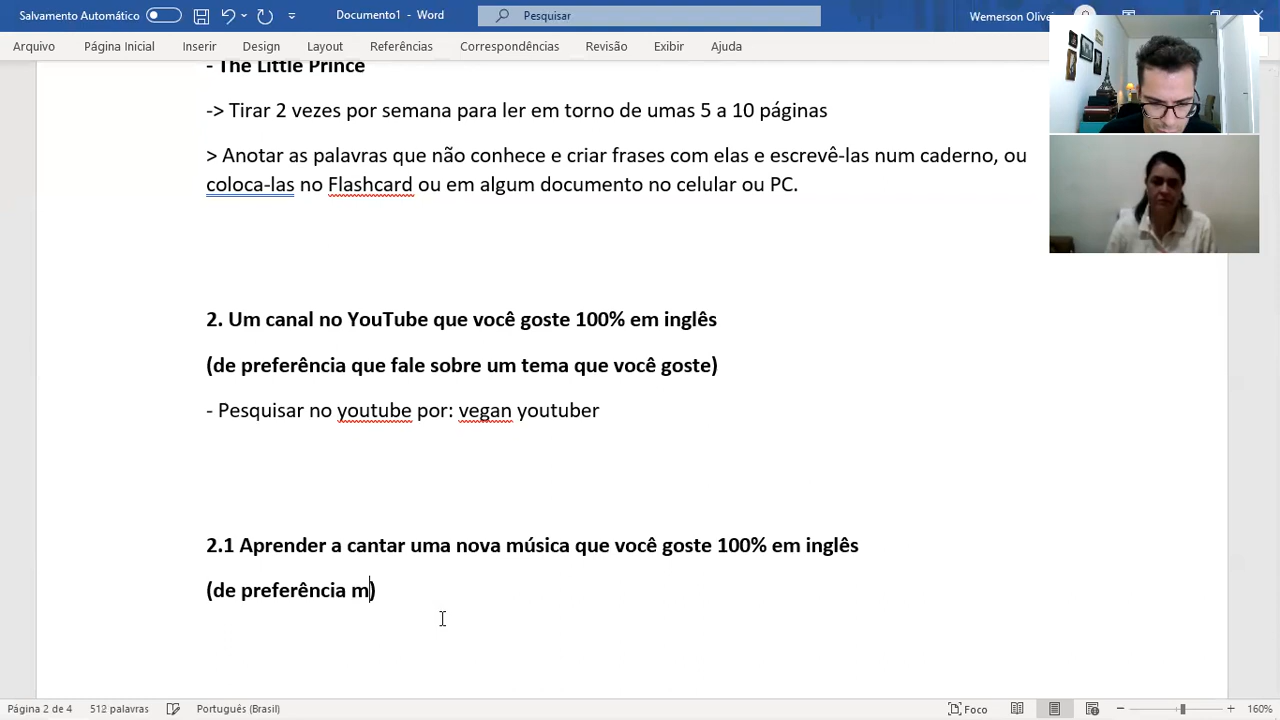 Salvamento Automático
Pesquisar
Wemerson Oliv
Arquivo Página Inicial Inserir Design Layout Referências Correspondências Revisão Exibir Ajuda
- The Little Prince
-> Tirar 2 vezes por semana para ler em torno de umas 5 a 10 páginas
> Anotar as palavras que não conhece e criar frases com elas e escrevê-las num caderno, ou
coloca-las no Flashcard ou em algum documento no celular ou PC.
2. Um canal no YouTube que você goste 100% em inglês
(de preferência que fale sobre um tema que você goste)
- Pesquisar no youtube por: vegan youtuber
2.1 Aprender a cantar uma nova música que você goste 100% em inglês
(de preferência m)
Página 2 de 4 512 palavras Português (Brasil) Foco 160%